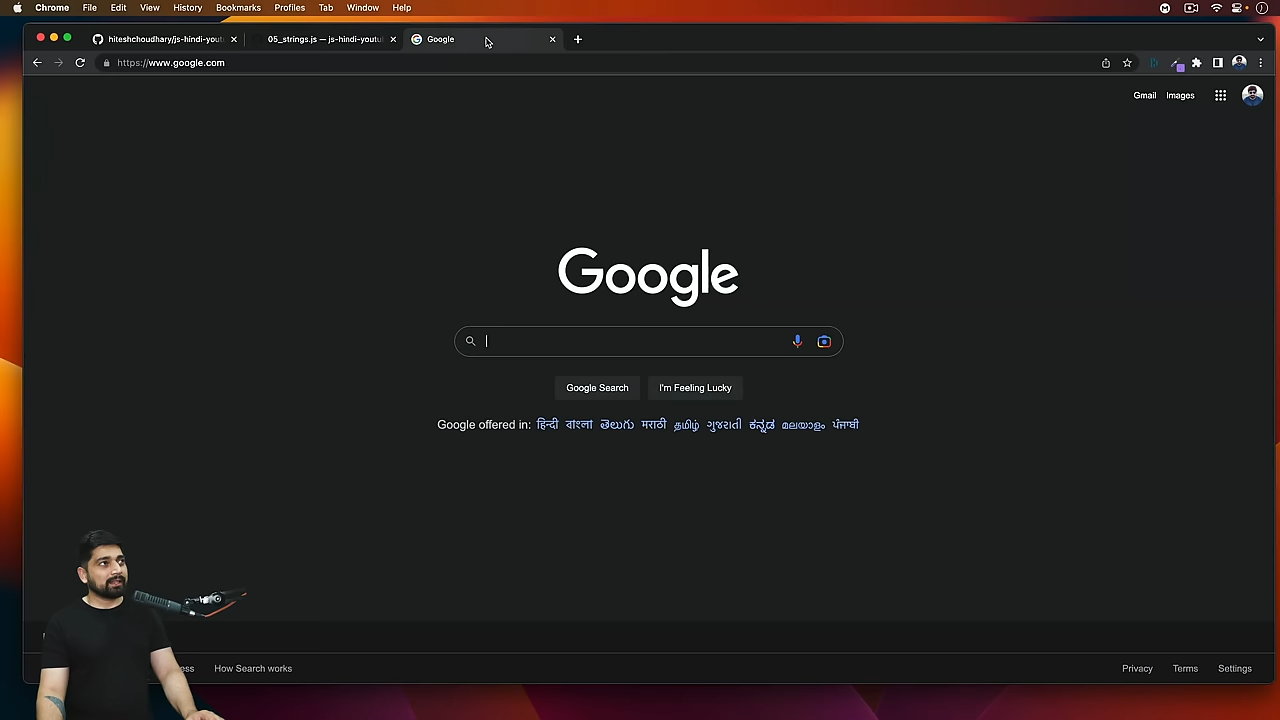 Chrome File Edit View History Bookmarks Profiles Tab Window Help
hiteshchoudhary/js-hindi-yout 05_strings.js — js-hindi-youtu Google
https://www.google.com
Gmail Images
Google
Google Search I'm Feeling Lucky
Google offered in: हिन्दी বাংলা తెలుగు मराठी தமிழ் ગુજરાતી ಕನ್ನಡ മലയാളം ਪੰਜਾਬੀ
How Search works Privacy Terms Settings